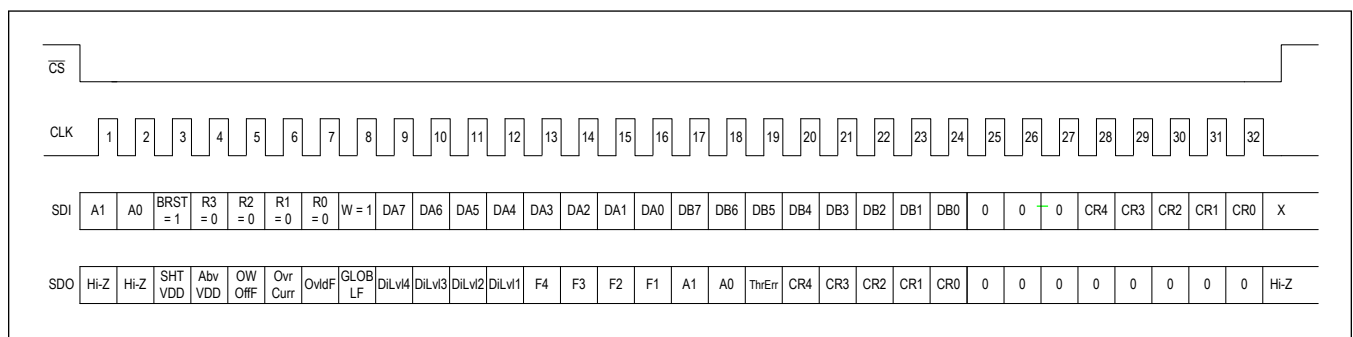 CS
CLK 1 2 3 4 5 6 7 8 9 10 11 12 13 14 15 16 17 18 19 20 21 22 23 24 25 26 27 28 29 30 31 32
SDI A1 A0 BRST = 1 R3 = 0 R2 = 0 R1 = 0 R0 = 0 W = 1 DA7 DA6 DA5 DA4 DA3 DA2 DA1 DA0 DB7 DB6 DB5 DB4 DB3 DB2 DB1 DB0 0 0 0 CR4 CR3 CR2 CR1 CR0 X
SDO Hi-Z Hi-Z SHT VDD Abv VDD OW OffF Ovr Curr OvldF GLOB LF DiLvl4 DiLvl3 DiLvl2 DiLvl1 F4 F3 F2 F1 A1 A0 ThrErr CR4 CR3 CR2 CR1 CR0 0 0 0 0 0 0 0 0 Hi-Z